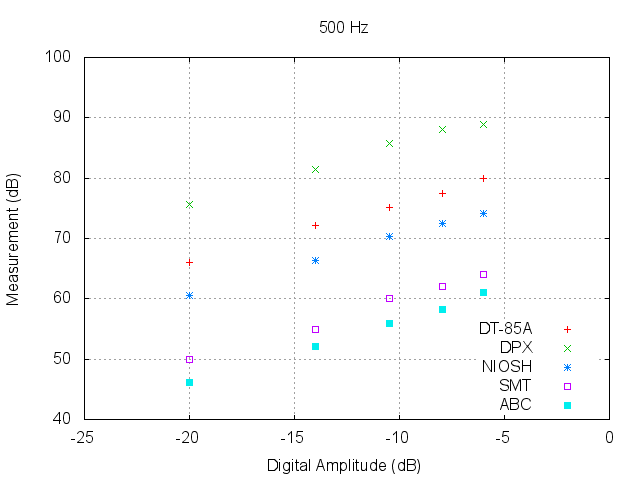 500 Hz
100
90
80
70
60
50
40
Measurement (dB)
DT-85A
DPX
NIOSH
SMT
ABC
-25 -20 -15 -10 -5 0
Digital Amplitude (dB)